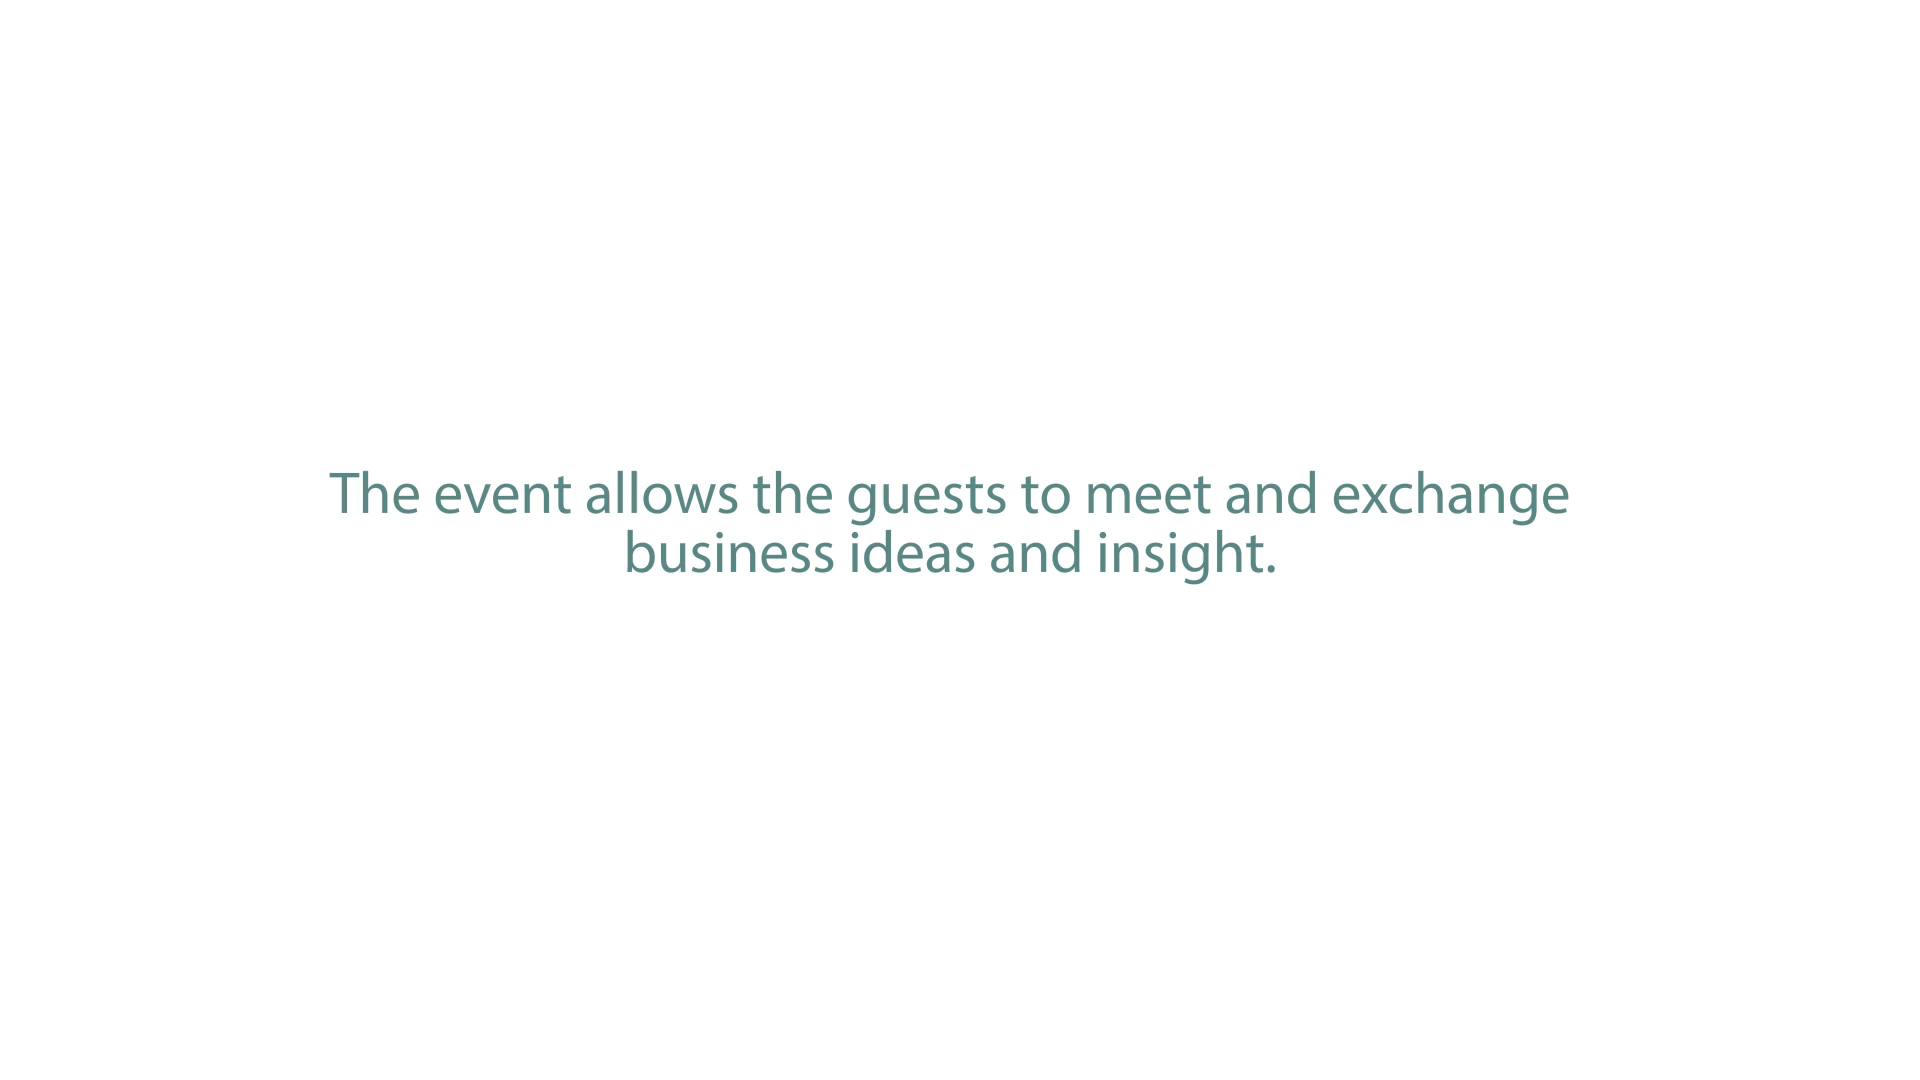 The event allows the guests to meet and exchange
business ideas and insight.